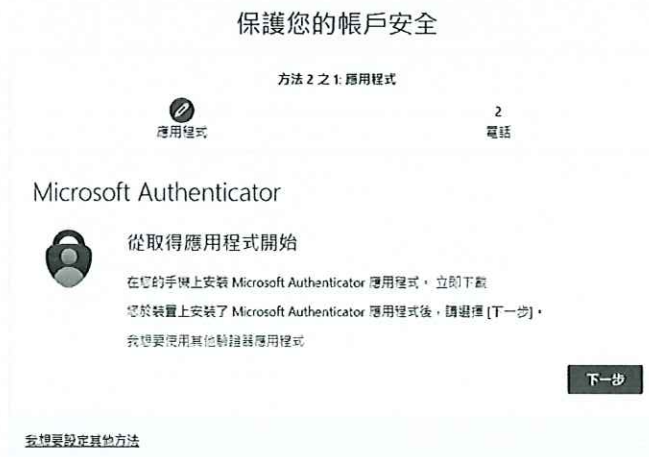 保護您的帳戶安全
方法 2 之 1: 應用程式
2
應用程式
電話
Microsoft Authenticator
從取得應用程式開始
在您的手機上安裝 Microsoft Authenticator 應用程式。 立即下載
您於裝置上安裝了 Microsoft Authenticator 應用程式後，請選擇 [下一步]。
我想要使用其他驗證器應用程式
下一步
我想要設定其他方法